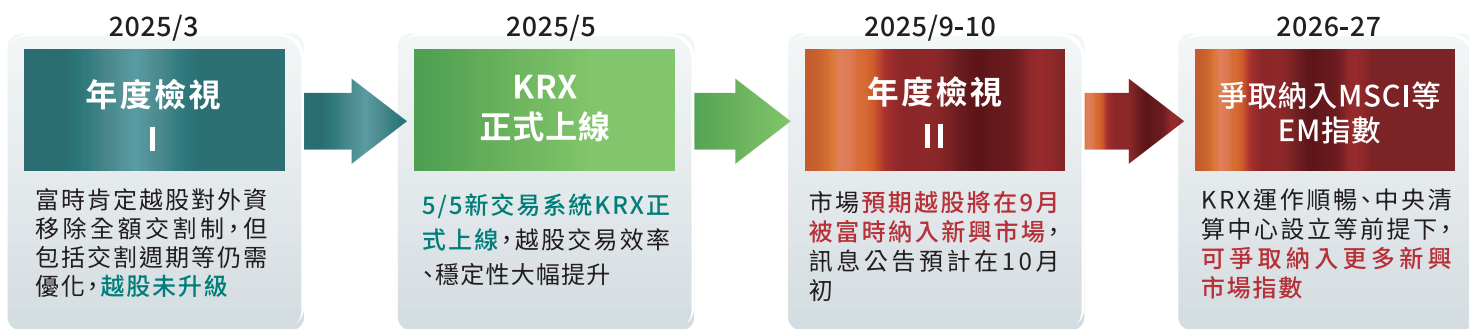 2025/3
年度檢視
I
富時肯定越股對外資
移除全額交割制,但
包括交割週期等仍需
優化,越股未升級
2025/5
KRX
正式上線
5/5新交易系統KRX正
式上線,越股交易效率
、穩定性大幅提升
2025/9-10
年度檢視
II
市場預期越股將在9月
被富時納入新興市場,
訊息公告預計在10月
初
2026-27
爭取納入MSCI等
EM指數
KRX運作順暢、中央清
算中心設立等前提下,
可爭取納入更多新興
市場指數